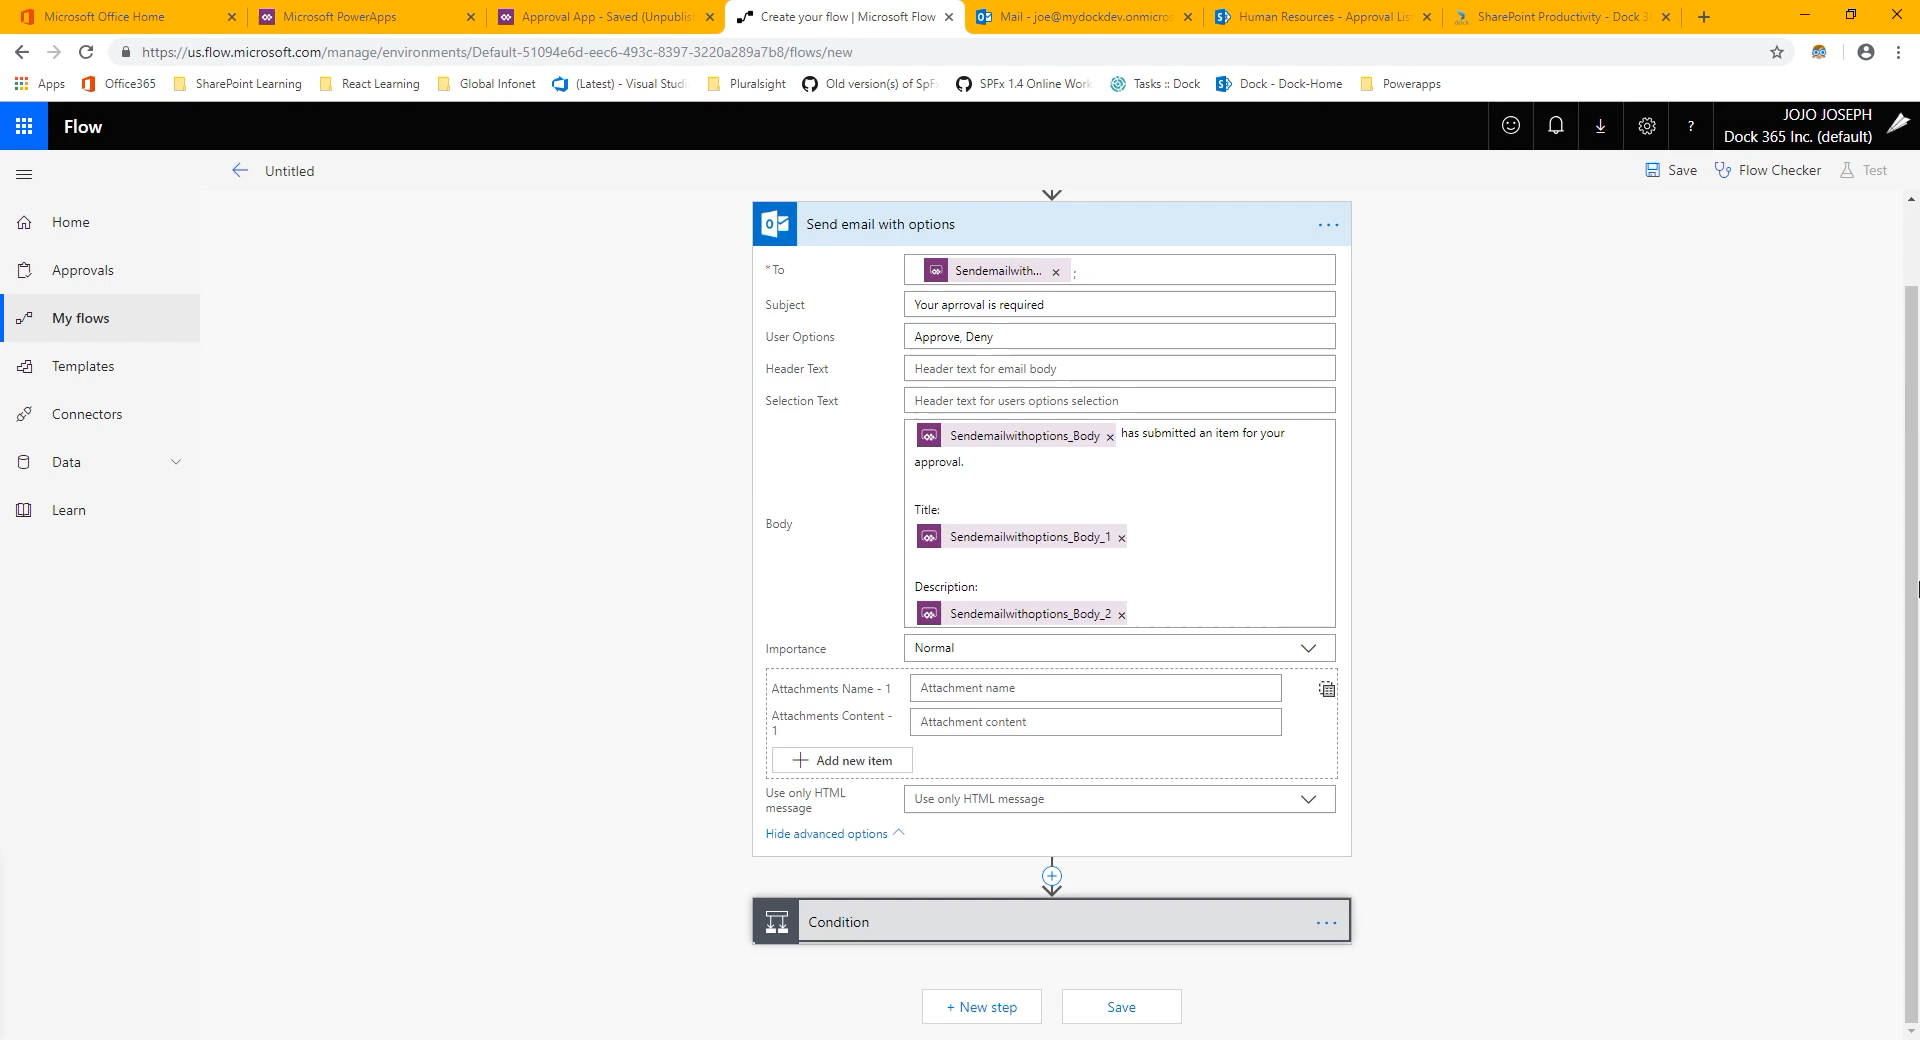 Microsoft Office Home
Microsoft PowerApps
Approval App - Saved (Unpublis
Create your flow | Microsoft Flow
Mail - joe@mydockdev.onmicros
Human Resources - Approval Lis
SharePoint Productivity - Dock 3
https://us.flow.microsoft.com/manage/environments/Default-51094e6d-eec6-493c-8397-3220a289a7b8/flows/new
Apps
Office365
SharePoint Learning
React Learning
Global Infonet
(Latest) - Visual Studi
Pluralsight
Old version(s) of SpF
SPFx 1.4 Online Work
Tasks :: Dock
Dock - Dock-Home
Powerapps
Flow
?
JOJO JOSEPH
Dock 365 Inc. (default)
Untitled
Save
Flow Checker
Test
Home
Approvals
My flows
Templates
Connectors
Data
Learn
Send email with options
* To
Sendemailwith... × ;
Subject
Your aprroval is required
User Options
Approve, Deny
Header Text
Header text for email body
Selection Text
Header text for users options selection
Body
Sendemailwithoptions_Body × has submitted an item for your
approval.
Title:
Sendemailwithoptions_Body_1 ×
Description:
Sendemailwithoptions_Body_2 ×
Importance
Normal
Attachments Name - 1
Attachment name
Attachments Content -
1
Attachment content
Add new item
Use only HTML
message
Use only HTML message
Hide advanced options
Condition
+ New step
Save